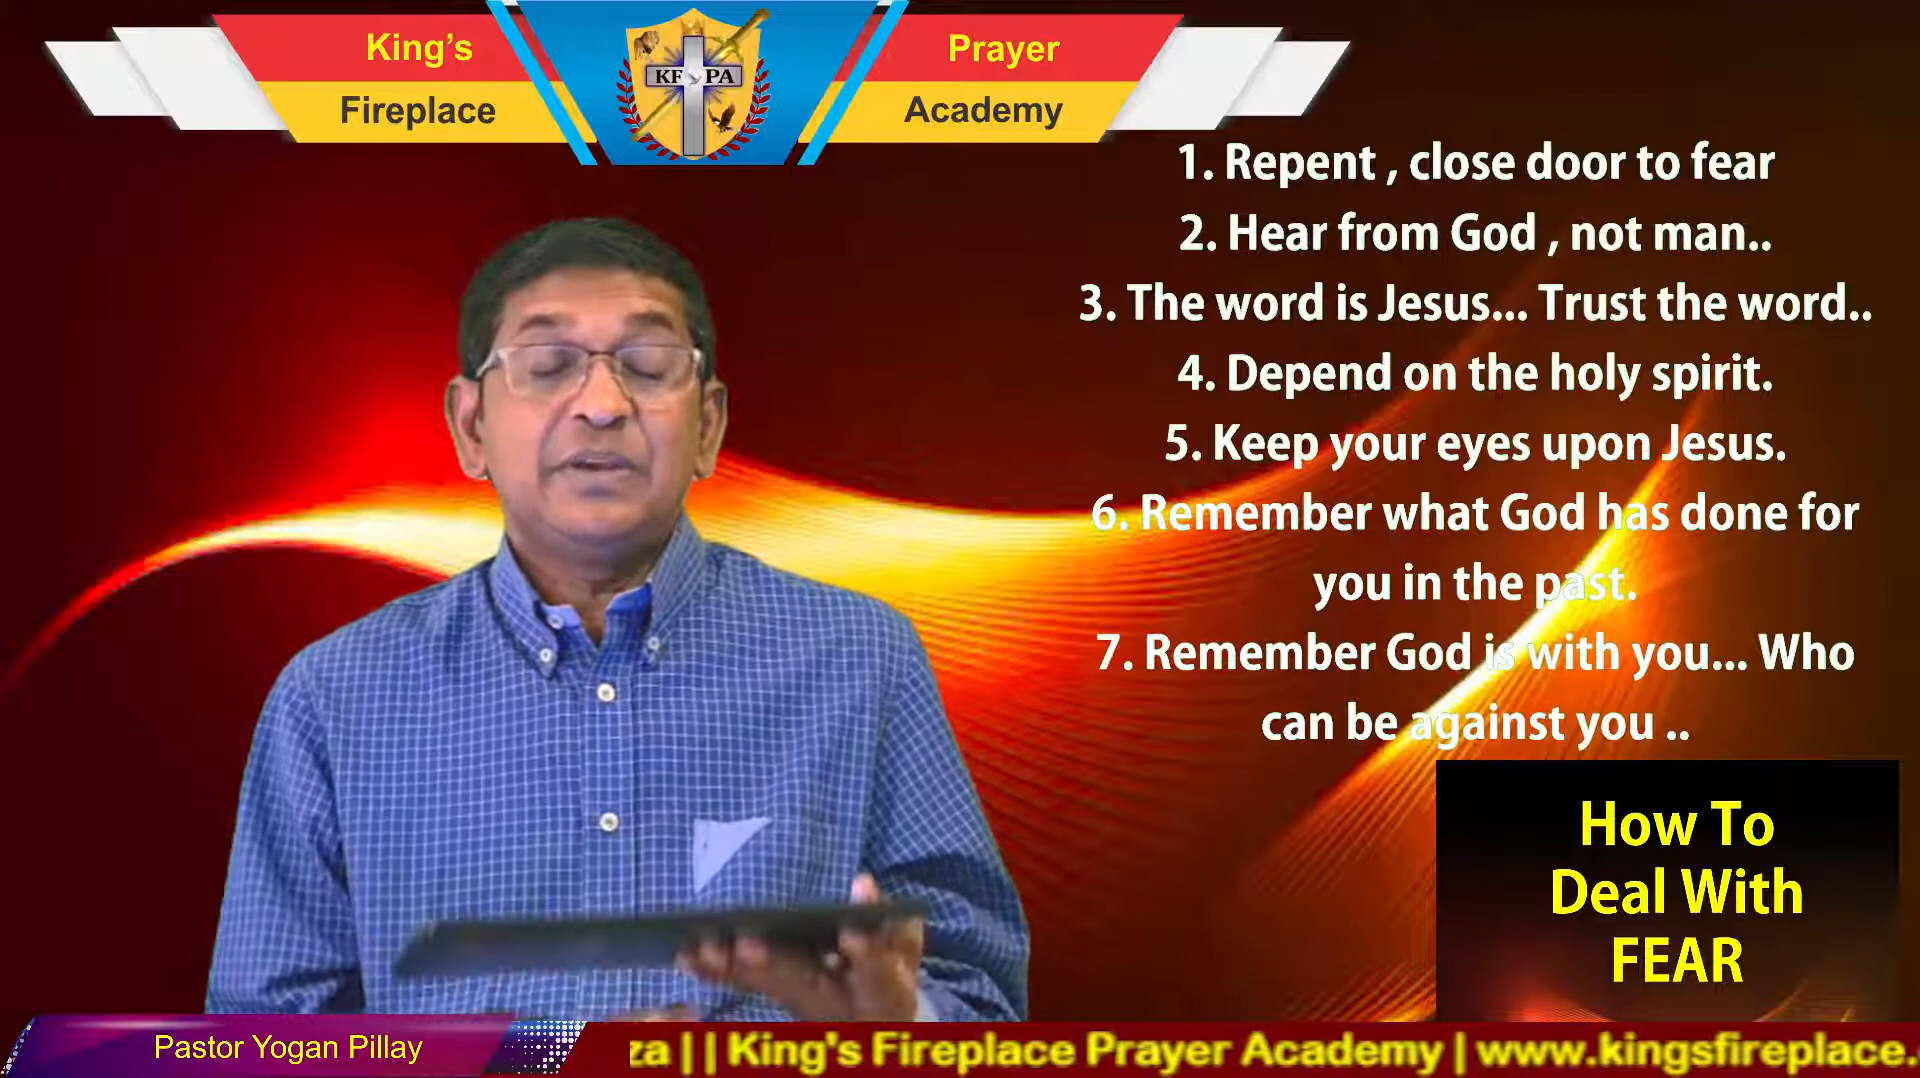 King's
Fireplace
KF PA
Prayer
Academy
1. Repent , close door to fear
2. Hear from God , not man..
3. The word is Jesus... Trust the word..
4. Depend on the holy spirit.
5. Keep your eyes upon Jesus.
6. Remember what God has done for
you in the past.
7. Remember God is with you... Who
can be against you ..
How To
Deal With
FEAR
Pastor Yogan Pillay
za | | King's Fireplace Prayer Academy | www.kingsfireplace.